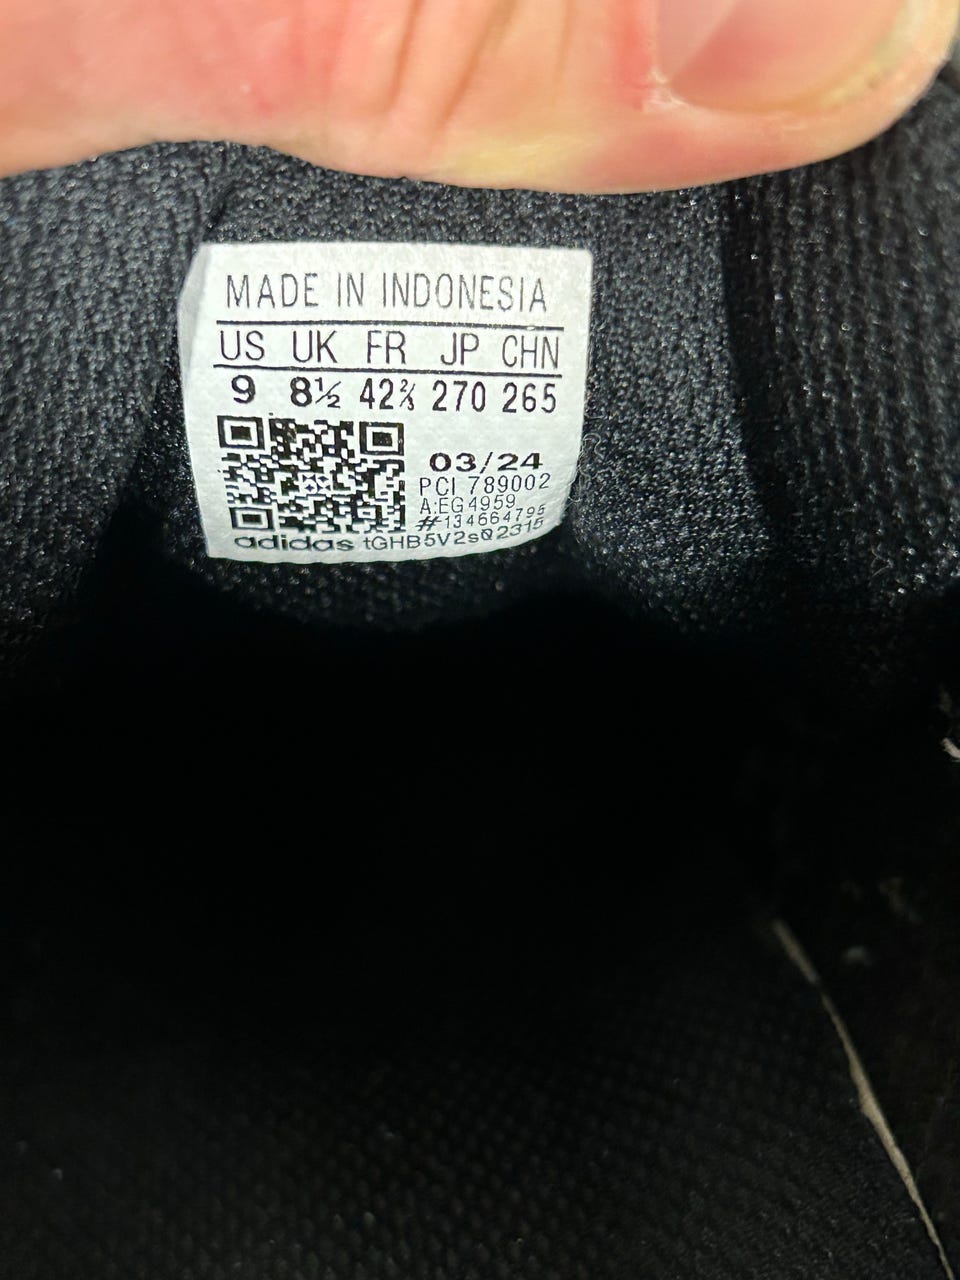 MADE IN INDONESIA
US UK FR JP CHN
9 8½ 42⅔ 270 265
03/24
PCI 789002
A:EG4959
#134664795
adidas tGHB5V2sQ2315